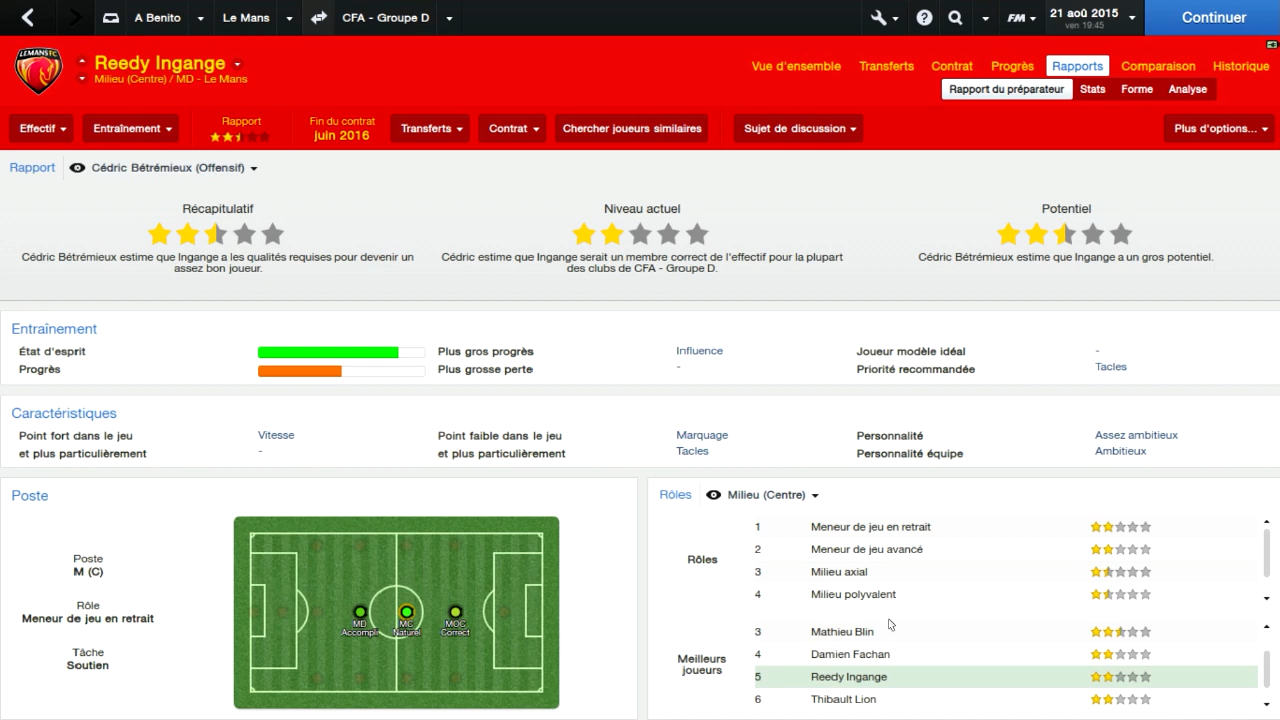 A Benito
Le Mans
CFA - Groupe D
FM
21 aoû 2015
ven 19:45
Continuer
LEMANS FC
Reedy Ingange
Milieu (Centre) / MD - Le Mans
Vue d'ensemble
Transferts
Contrat
Progrès
Rapports
Comparaison
Historique
Rapport du préparateur
Stats
Forme
Analyse
Effectif
Entraînement
Rapport
Fin du contrat
juin 2016
Transferts
Contrat
Chercher joueurs similaires
Sujet de discussion
Plus d'options...
Rapport
Cédric Bétrémieux (Offensif)
Récapitulatif
Cédric Bétrémieux estime que Ingange a les qualités requises pour devenir un
assez bon joueur.
Niveau actuel
Cédric estime que Ingange serait un membre correct de l'effectif pour la plupart
des clubs de CFA - Groupe D.
Potentiel
Cédric Bétrémieux estime que Ingange a un gros potentiel.
Entraînement
État d'esprit
Progrès
Plus gros progrès
Influence
Plus grosse perte
-
Joueur modèle idéal
-
Priorité recommandée
Tacles
Caractéristiques
Point fort dans le jeu
Vitesse
et plus particulièrement
-
Point faible dans le jeu
Marquage
et plus particulièrement
Tacles
Personnalité
Assez ambitieux
Personnalité équipe
Ambitieux
Poste
Poste
M (C)
Rôle
Meneur de jeu en retrait
Tâche
Soutien
MD
Accompli
MC
Naturel
MOC
Correct
Rôles
Milieu (Centre)
Rôles
1 Meneur de jeu en retrait
2 Meneur de jeu avancé
3 Milieu axial
4 Milieu polyvalent
Meilleurs
joueurs
3 Mathieu Blin
4 Damien Fachan
5 Reedy Ingange
6 Thibault Lion